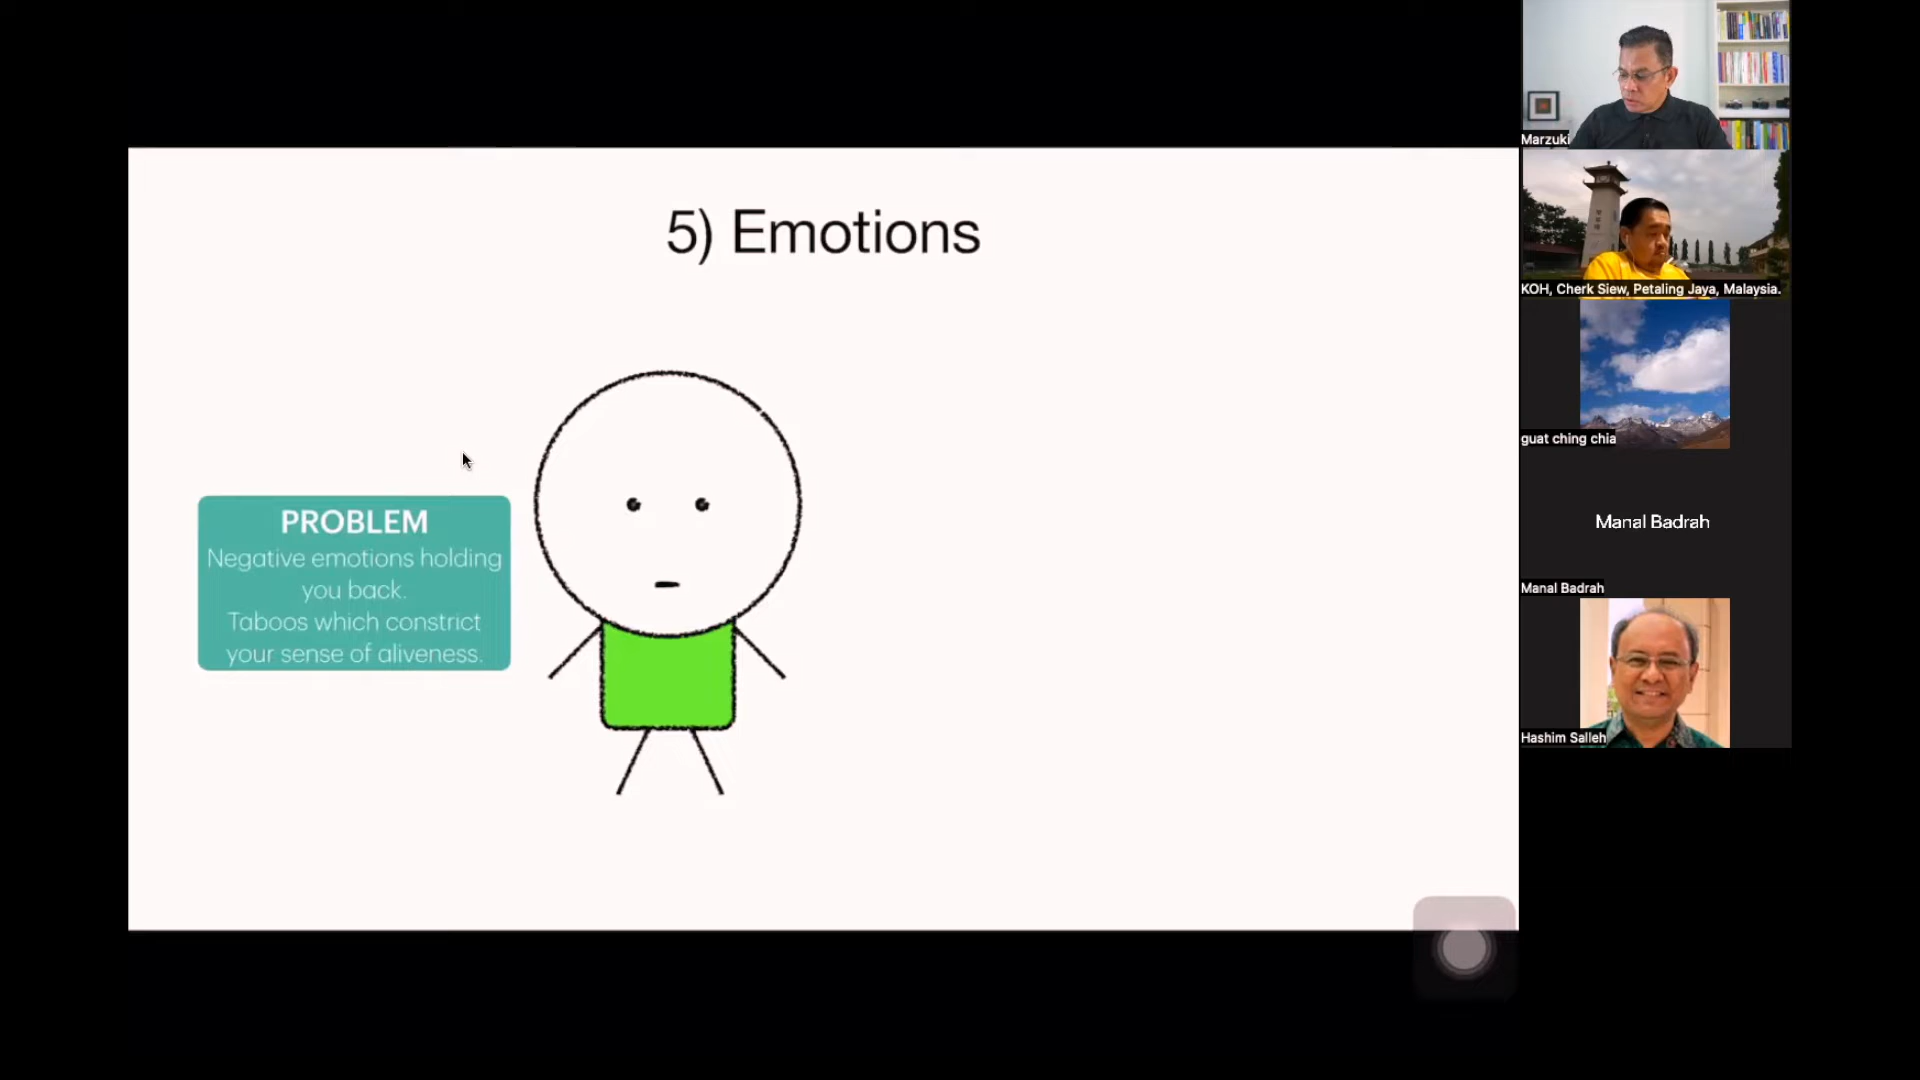 5) Emotions
PROBLEM
Negative emotions holding
you back.
Taboos which constrict
your sense of aliveness.
Marzuki
KOH, Cherk Siew, Petaling Jaya, Malaysia.
guat ching chia
Manal Badrah
Manal Badrah
Hashim Salleh